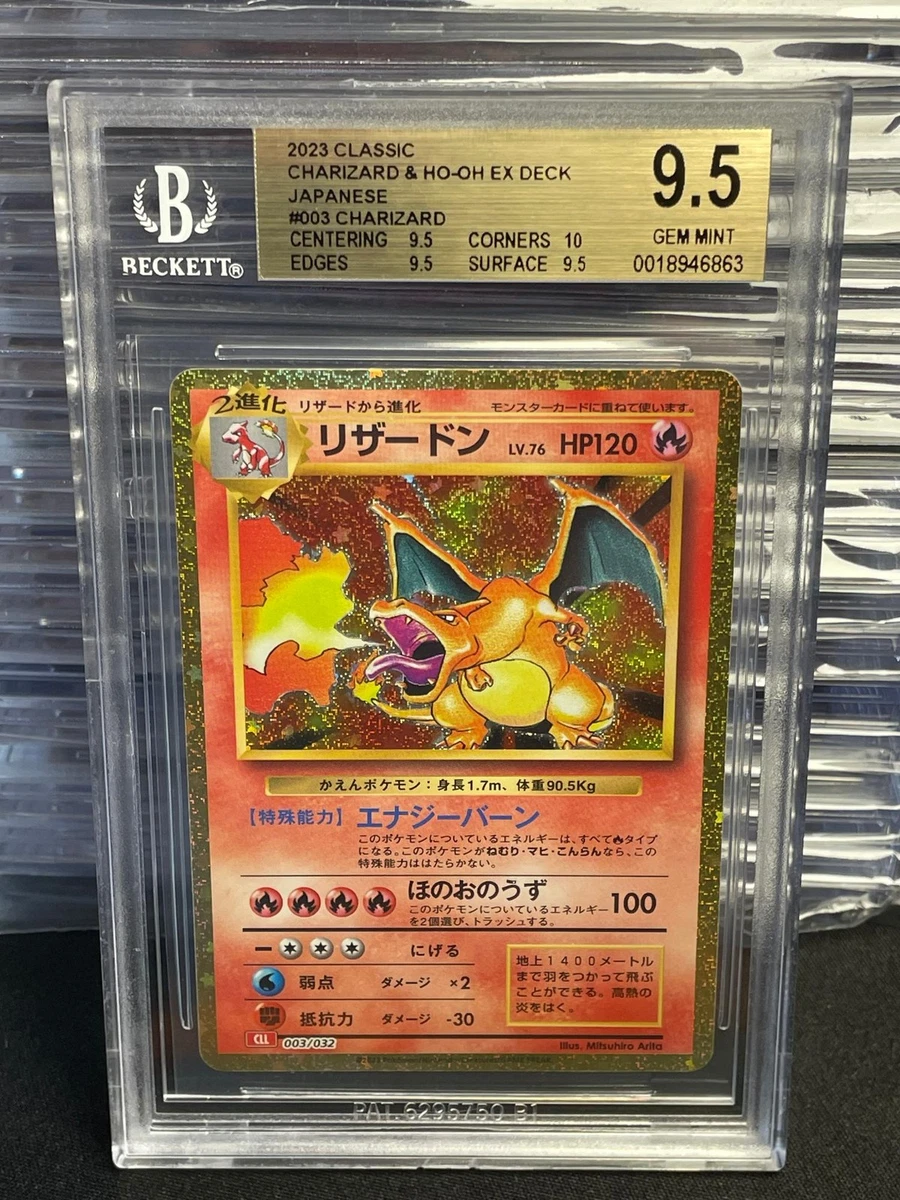 2023 CLASSIC
CHARIZARD & HO-OH EX DECK
JAPANESE
#003 CHARIZARD
CENTERING 9.5 CORNERS 10
EDGES 9.5 SURFACE 9.5
9.5
GEM MINT
0018946863
B
BECKETT®
2進化 リザードから進化 モンスターカードに重ねて使います。
リザードン LV.76 HP120
かえんポケモン:身長1.7m、体重90.5Kg
【特殊能力】エナジーバーン
このポケモンについているエネルギーは、すべて🔥タイプ
になる。このポケモンがねむり・マヒ・こんらんなら、この
特殊能力ははたらかない。
ほのおのうず 100
このポケモンについているエネルギー
を2個選び、トラッシュする。
にげる
弱点 ダメージ ×2
抵抗力 ダメージ -30
地上1400メートル
まで羽をつかって飛ぶ
ことができる。高熱の
炎をはく。
CLL 003/032
Illus. Mitsuhiro Arita
PAT. 6295750 B1